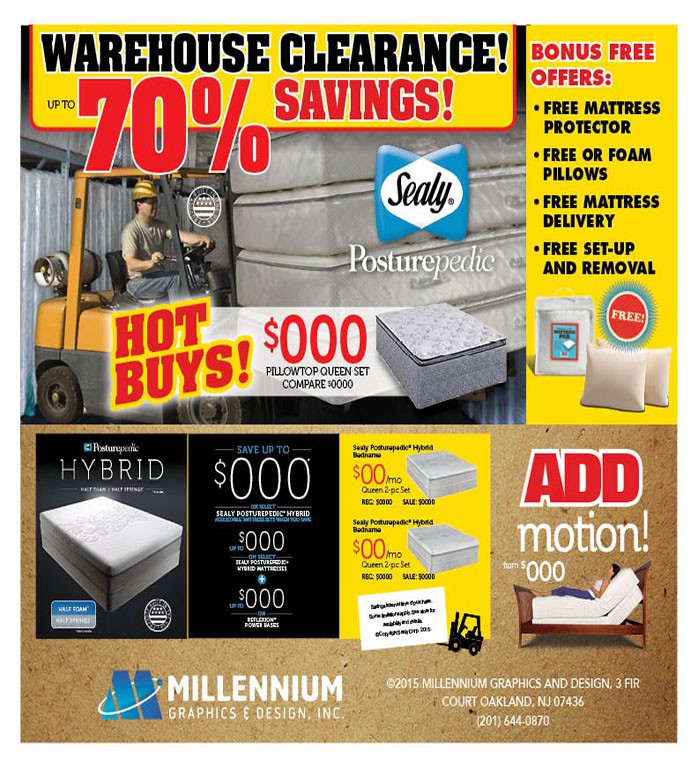 WAREHOUSE CLEARANCE!
UP TO 70% SAVINGS!
BONUS FREE
OFFERS:
• FREE MATTRESS
PROTECTOR
• FREE OR FOAM
PILLOWS
• FREE MATTRESS
DELIVERY
• FREE SET-UP
AND REMOVAL
Sealy®
Posturepedic
HOT
BUYS!
$000
PILLOWTOP QUEEN SET
COMPARE $0000
FREE!
Posturepedic
HYBRID
HALF FOAM / HALF SPRINGS
HALF FOAM
HALF SPRINGS
SAVE UP TO
$000
ON SELECT
SEALY POSTUREPEDIC® HYBRID
ADJUSTABLE MATTRESS SETS WHEN YOU SAVE
UP TO $000
ON SELECT
SEALY POSTUREPEDIC®
HYBRID MATTRESSES
+
UP TO $000
ON
REFLEXION®
POWER BASES
Sealy Posturepedic® Hybrid
Bedname
$00/mo
Queen 2-pc Set
REG: $0000 SALE: $0000
Sealy Posturepedic® Hybrid
Bedname
$00/mo
Queen 2-pc Set
REG: $0000 SALE: $0000
ADD
motion!
from $000
MILLENNIUM
GRAPHICS & DESIGN, INC.
©2015 MILLENNIUM GRAPHICS AND DESIGN, 3 FIR
COURT OAKLAND, NJ 07436
(201) 644-0870